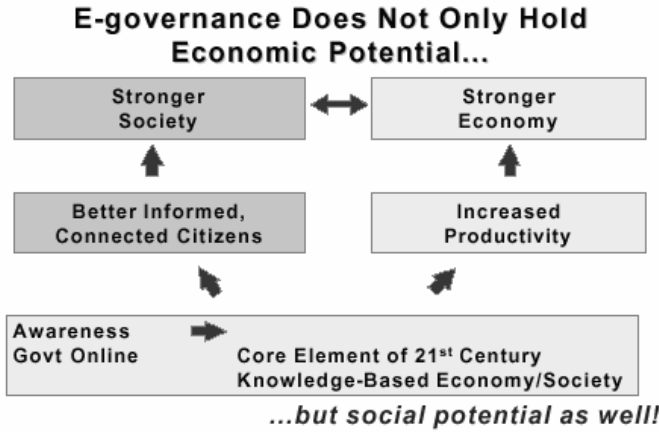 E-governance Does Not Only Hold
Economic Potential...
Stronger
Society
Stronger
Economy
Better Informed,
Connected Citizens
Increased
Productivity
Awareness
Govt Online
Core Element of 21st Century
Knowledge-Based Economy/Society
...but social potential as well!